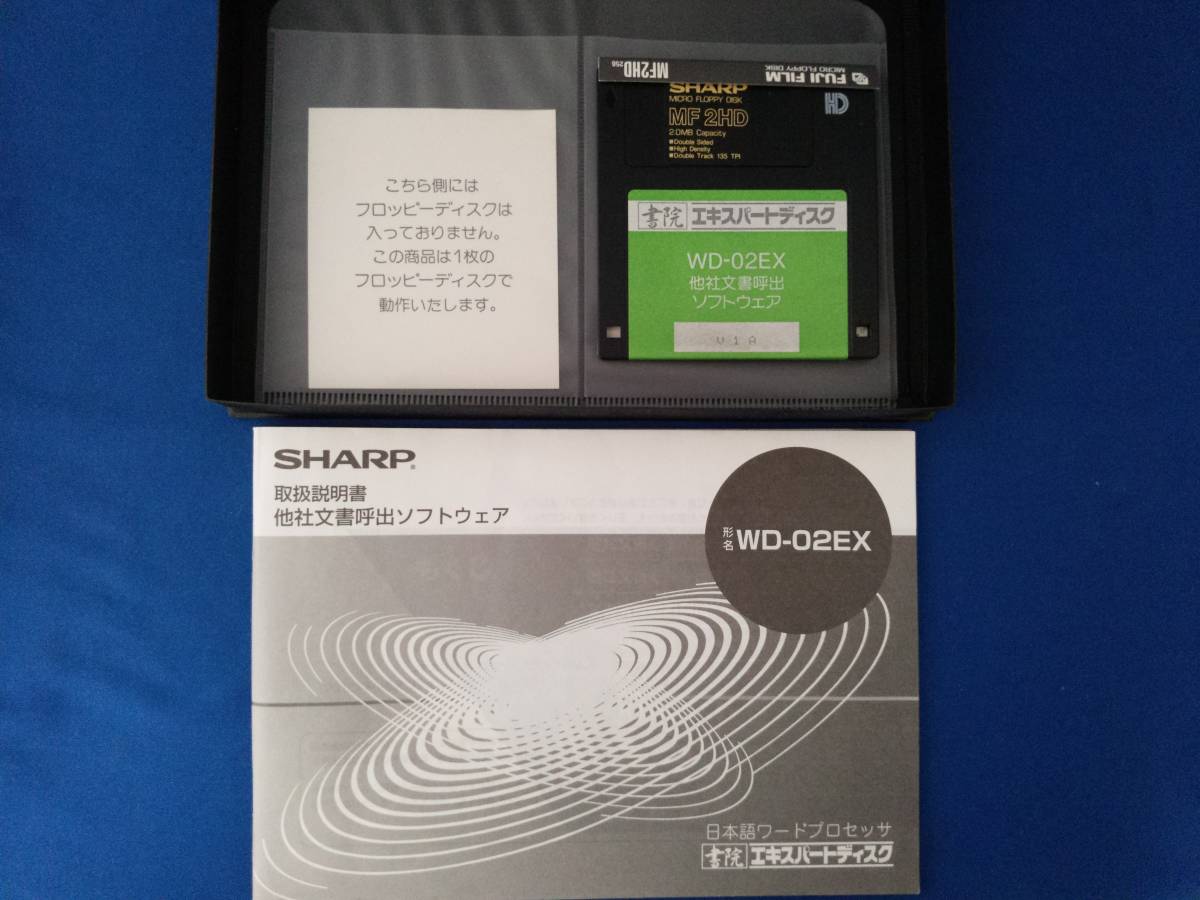 こちら側には
フロッピーディスクは
入っておりません。
この商品は1枚の
フロッピーディスクで
動作いたします。
FUJI FILM
MICRO FLOPPY DISK
MF2HD 256
SHARP
MICRO FLOPPY DISK
MF 2HD
2.0MB Capacity
■Double Sided
■High Density
■Double Track 135 TPI
HD
書院 エキスパートディスク
WD-02EX
他社文書呼出
ソフトウェア
V 1 A
SHARP®
取扱説明書
他社文書呼出ソフトウェア
形名 WD-02EX
日本語ワードプロセッサ
書院 エキスパートディスク